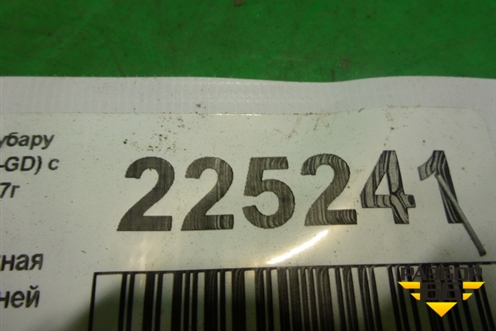 убару
-GD) с
7г
225241
ная
ней